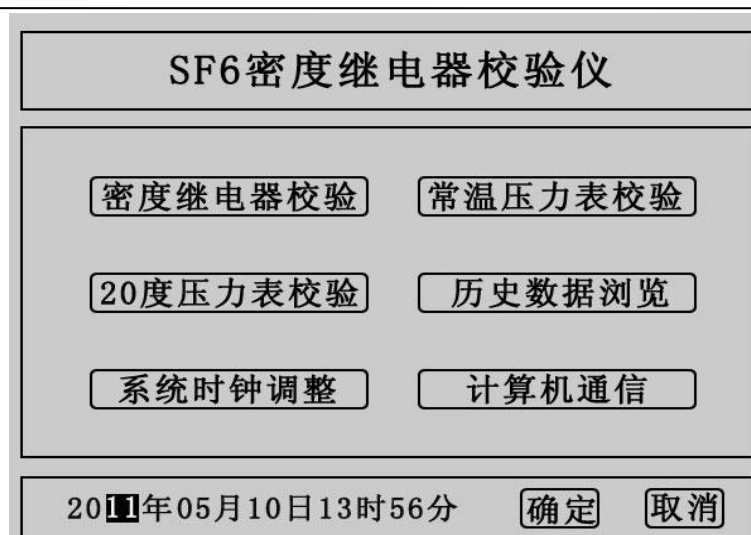 SF6密度继电器校验仪
密度继电器校验 常温压力表校验
20度压力表校验 历史数据浏览
系统时钟调整 计算机通信
2011年05月10日13时56分 确定 取消